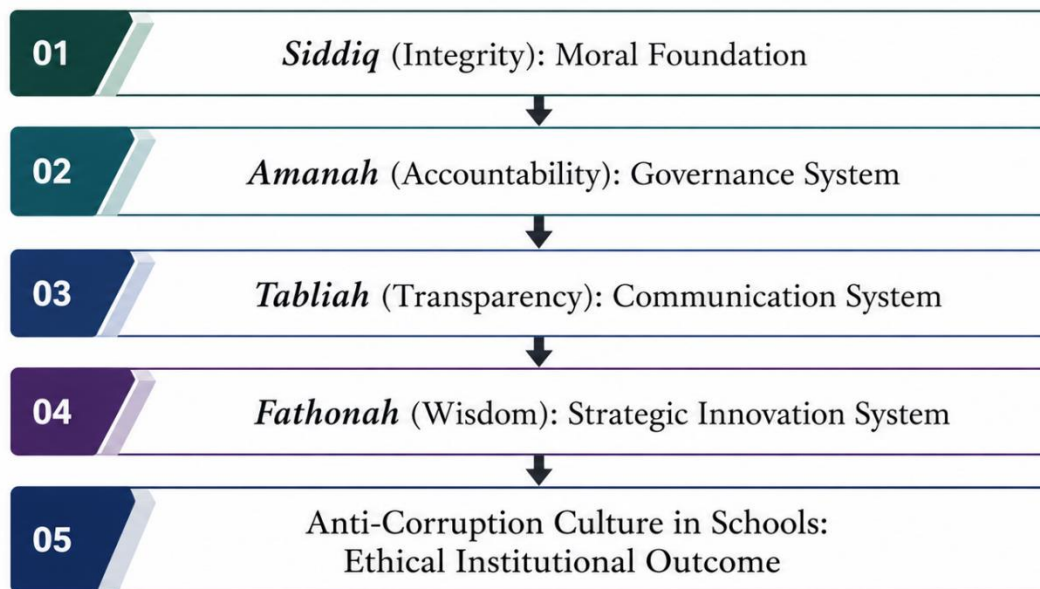 01
Siddiq (Integrity): Moral Foundation
02
Amanah (Accountability): Governance System
03
Tabliah (Transparency): Communication System
04
Fathonah (Wisdom): Strategic Innovation System
05
Anti-Corruption Culture in Schools:
Ethical Institutional Outcome